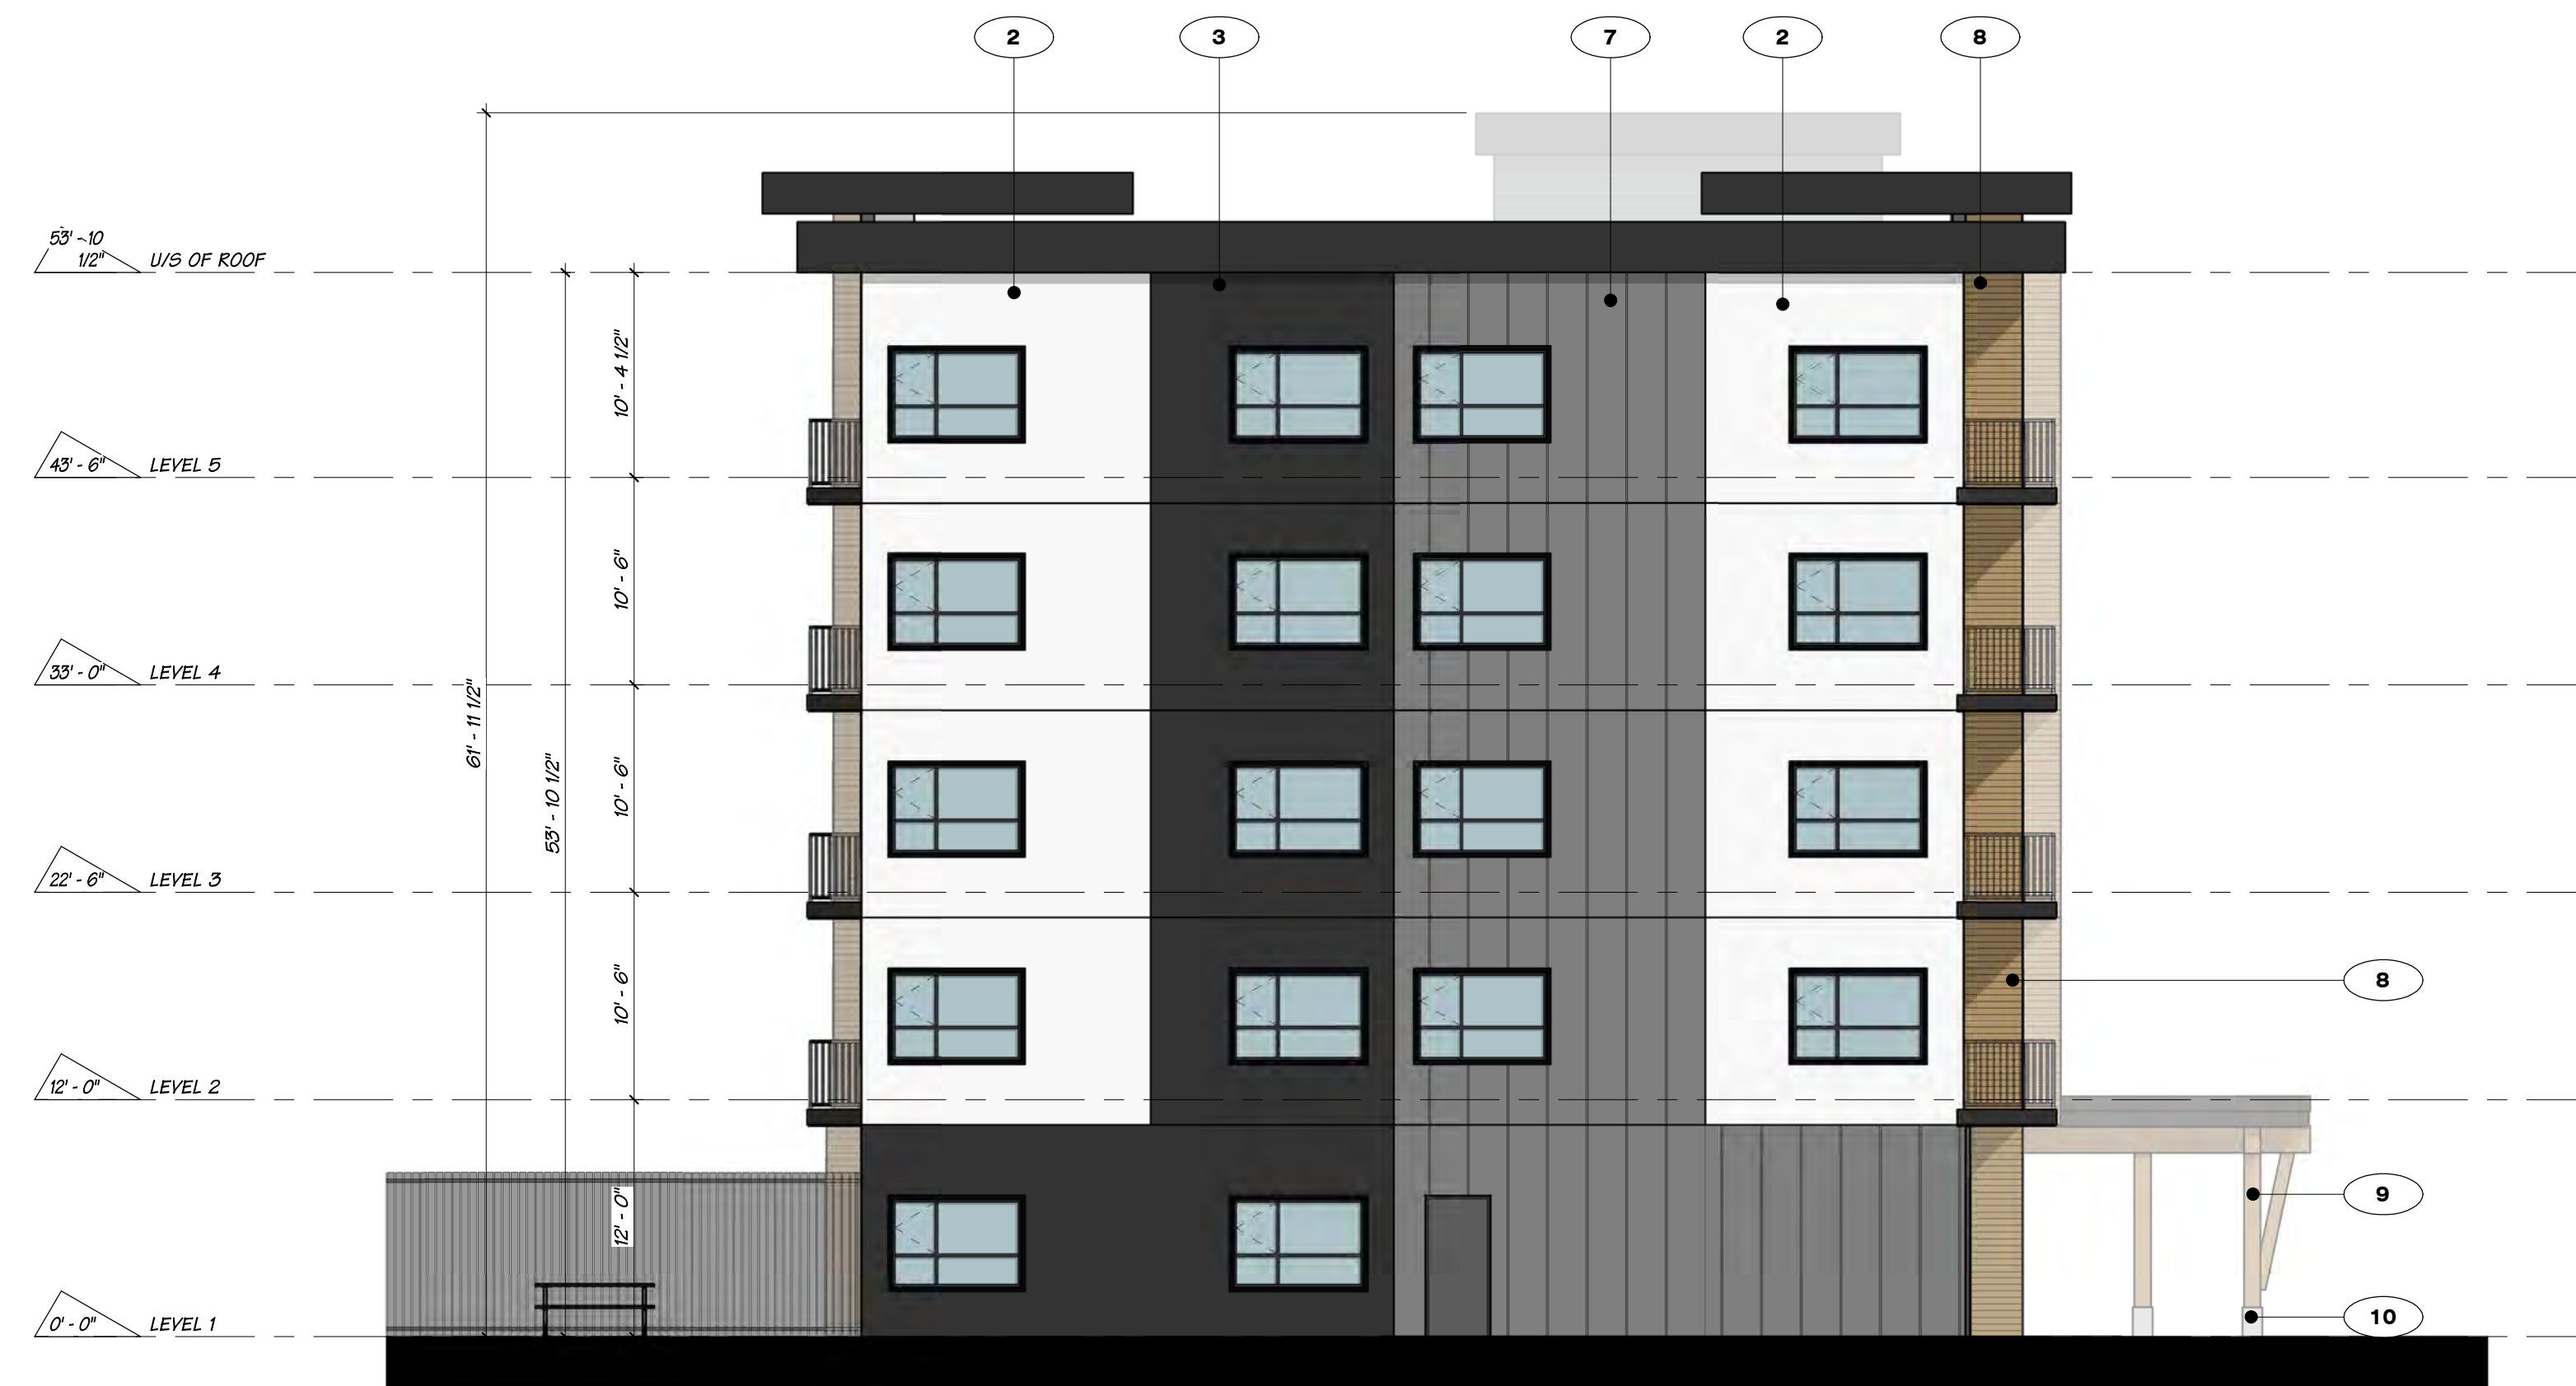 2
3
7
2
8
53' - 10
1/2"
U/S OF ROOF
10' - 4 1/2"
43' - 6"
LEVEL 5
10' - 6"
33' - 0"
LEVEL 4
61' - 11 1/2"
53' - 10 1/2"
10' - 6"
22' - 6"
LEVEL 3
10' - 6"
8
12' - 0"
LEVEL 2
12' - 0"
9
0' - 0"
LEVEL 1
10